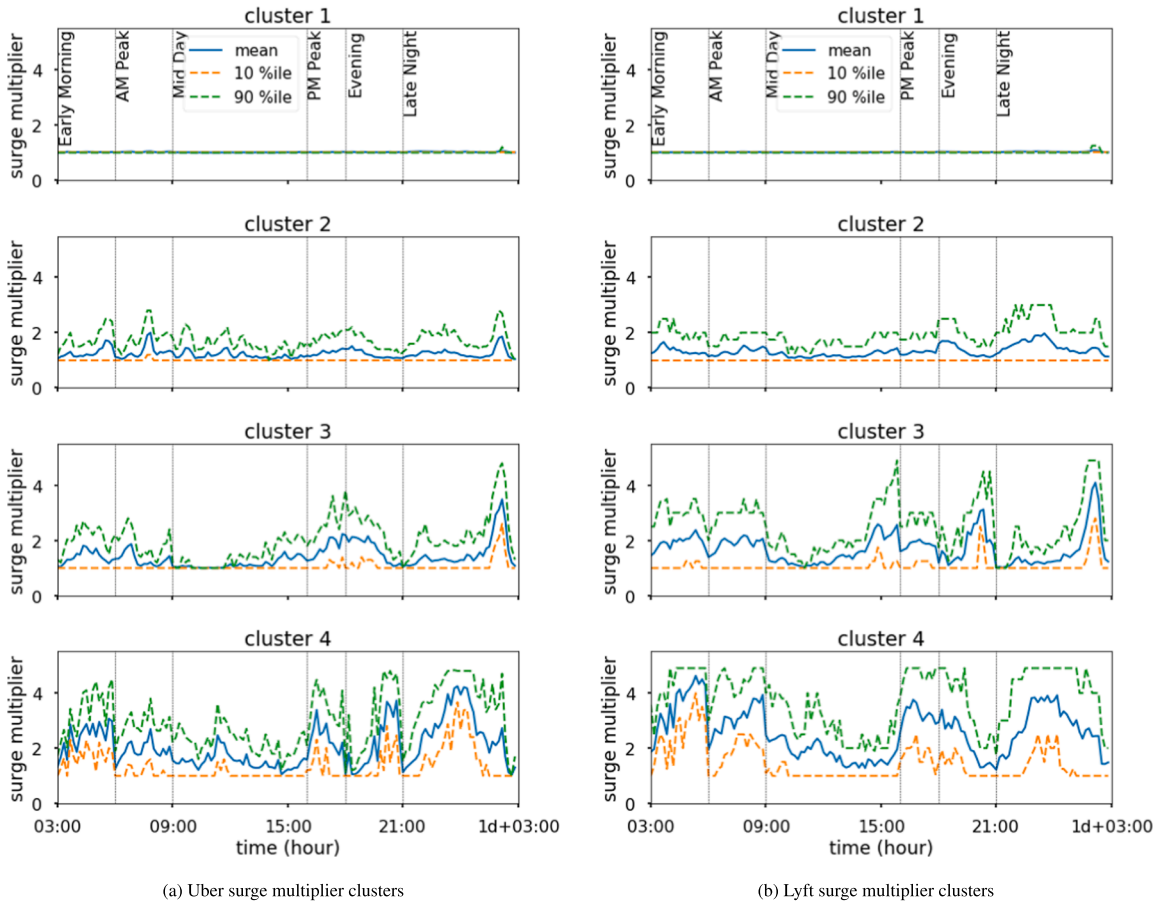 cluster 1
surge multiplier
4
2
0
Early Morning
AM Peak
Mid Day
PM Peak
Evening
Late Night
mean
10 %ile
90 %ile
cluster 2
surge multiplier
4
2
0
cluster 3
surge multiplier
4
2
0
cluster 4
surge multiplier
4
2
0
03:00 09:00 15:00 21:00 1d+03:00
time (hour)
(a) Uber surge multiplier clusters
cluster 1
surge multiplier
4
2
0
Early Morning
AM Peak
Mid Day
PM Peak
Evening
Late Night
mean
10 %ile
90 %ile
cluster 2
surge multiplier
4
2
0
cluster 3
surge multiplier
4
2
0
cluster 4
surge multiplier
4
2
0
03:00 09:00 15:00 21:00 1d+03:00
time (hour)
(b) Lyft surge multiplier clusters